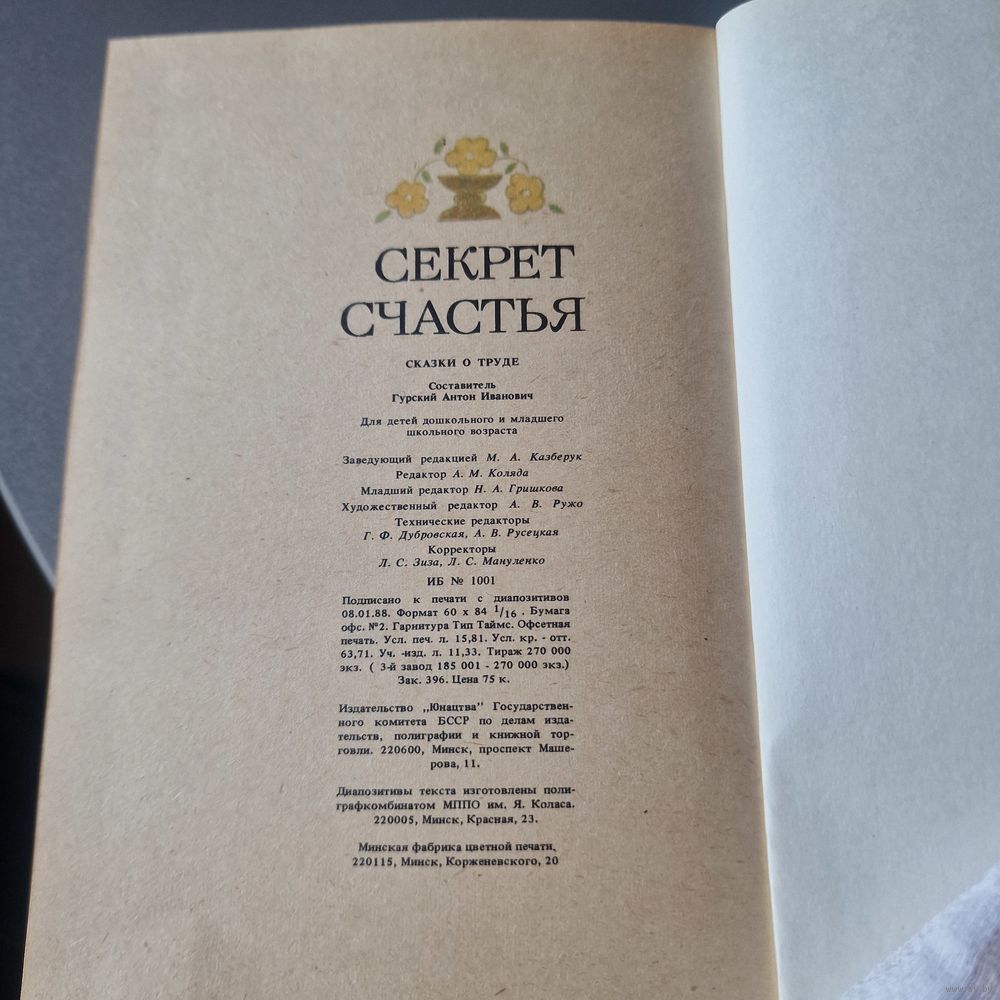 СЕКРЕТ
СЧАСТЬЯ
СКАЗКИ О ТРУДЕ
Составитель
Гурский Антон Иванович
Для детей дошкольного и младшего
школьного возраста
Заведующий редакцией М. А. Казберук
Редактор А. М. Коляда
Младший редактор Н. А. Гришкова
Художественный редактор А. В. Ружо
Технические редакторы
Г. Ф. Дубровская, А. В. Русецкая
Корректоры
Л. С. Зиза, Л. С. Мануленко
ИБ № 1001
Подписано к печати с диапозитивов
08.01.88. Формат 60 x 84 1/16 . Бумага
офс. №2. Гарнитура Тип Таймс. Офсетная
печать. Усл. печ. л. 15,81. Усл. кр. - отт.
63,71. Уч. -изд. л. 11,33. Тираж 270 000
экз. ( 3-й завод 185 001 - 270 000 экз.)
Зак. 396. Цена 75 к.
Издательство „Юнацтва" Государствен-
ного комитета БССР по делам изда-
тельств, полиграфии и книжной тор-
говли. 220600, Минск, проспект Маше-
рова, 11.
Диапозитивы текста изготовлены поли-
графкомбинатом МППО им. Я. Коласа.
220005, Минск, Красная, 23.
Минская фабрика цветной печати,
220115, Минск, Корженевского, 20